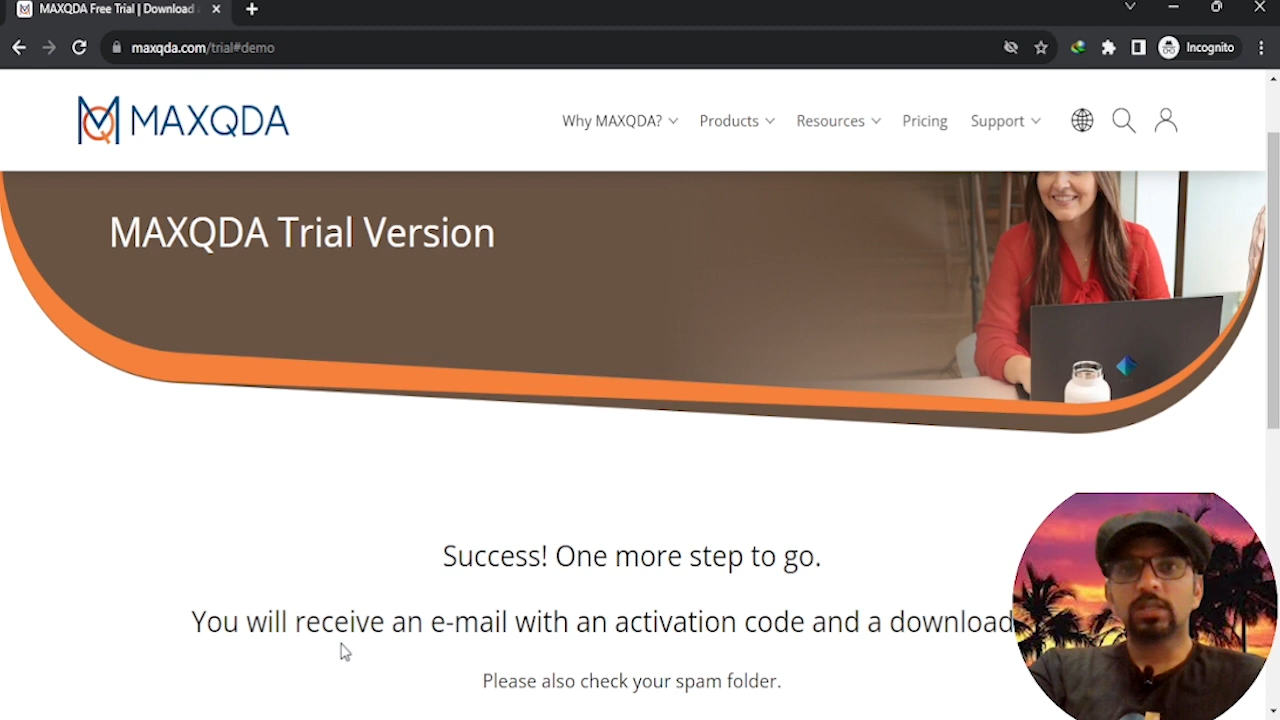 MAXQDA Free Trial | Download
maxqda.com/trial#demo
Incognito
MAXQDA
Why MAXQDA?
Products
Resources
Pricing
Support
MAXQDA Trial Version
Success! One more step to go.
You will receive an e-mail with an activation code and a download
Please also check your spam folder.